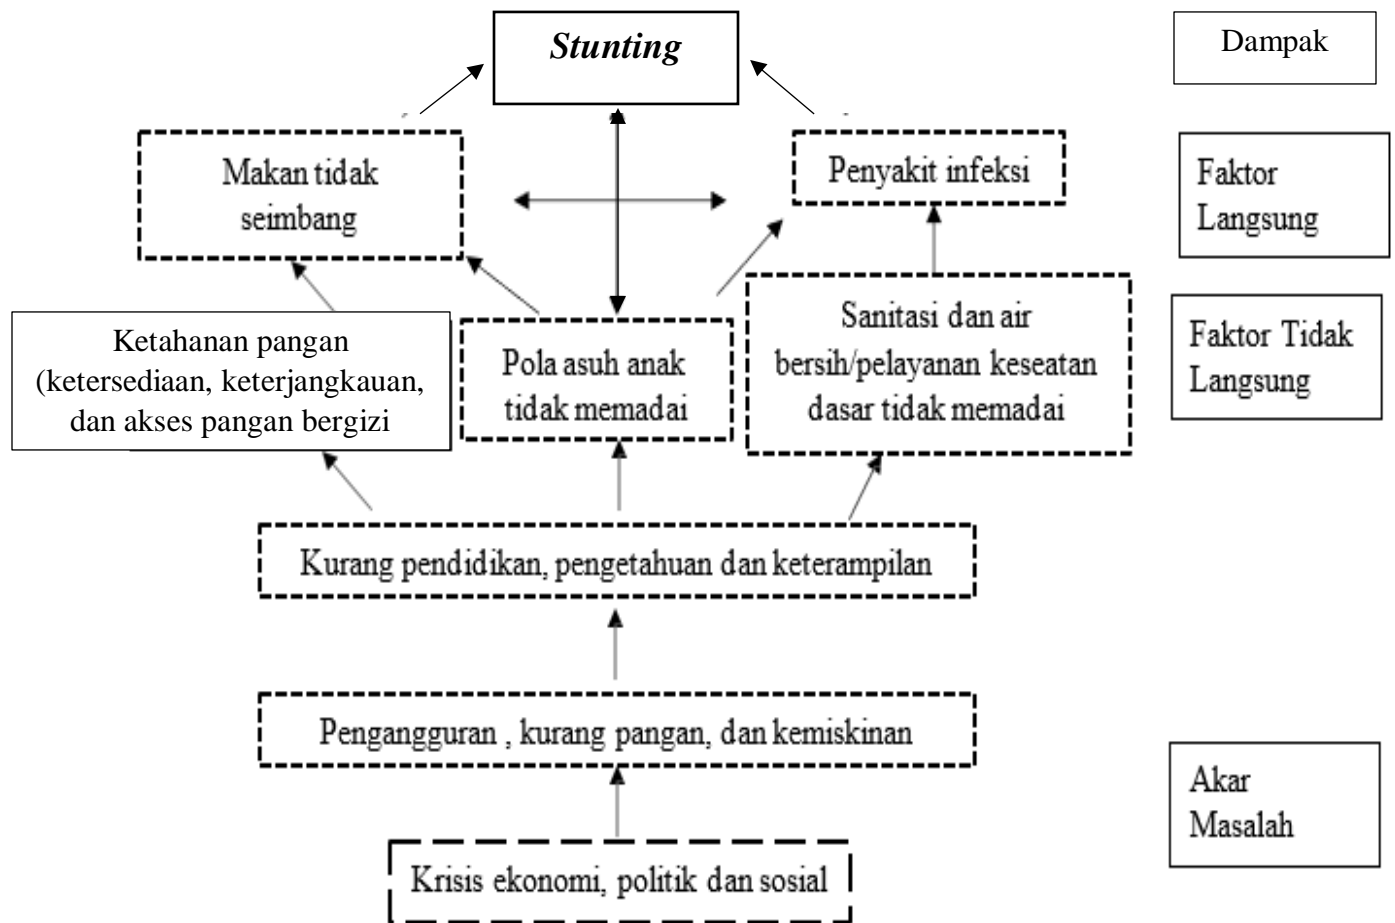 Stunting
Dampak
Makan tidak
seimbang
Penyakit infeksi
Faktor
Langsung
Ketahanan pangan
(ketersediaan, keterjangkauan,
dan akses pangan bergizi
Pola asuh anak
tidak memadai
Sanitasi dan air
bersih/pelayanan keseatan
dasar tidak memadai
Faktor Tidak
Langsung
Kurang pendidikan, pengetahuan dan keterampilan
Pengangguran , kurang pangan, dan kemiskinan
Akar
Masalah
Krisis ekonomi, politik dan sosial